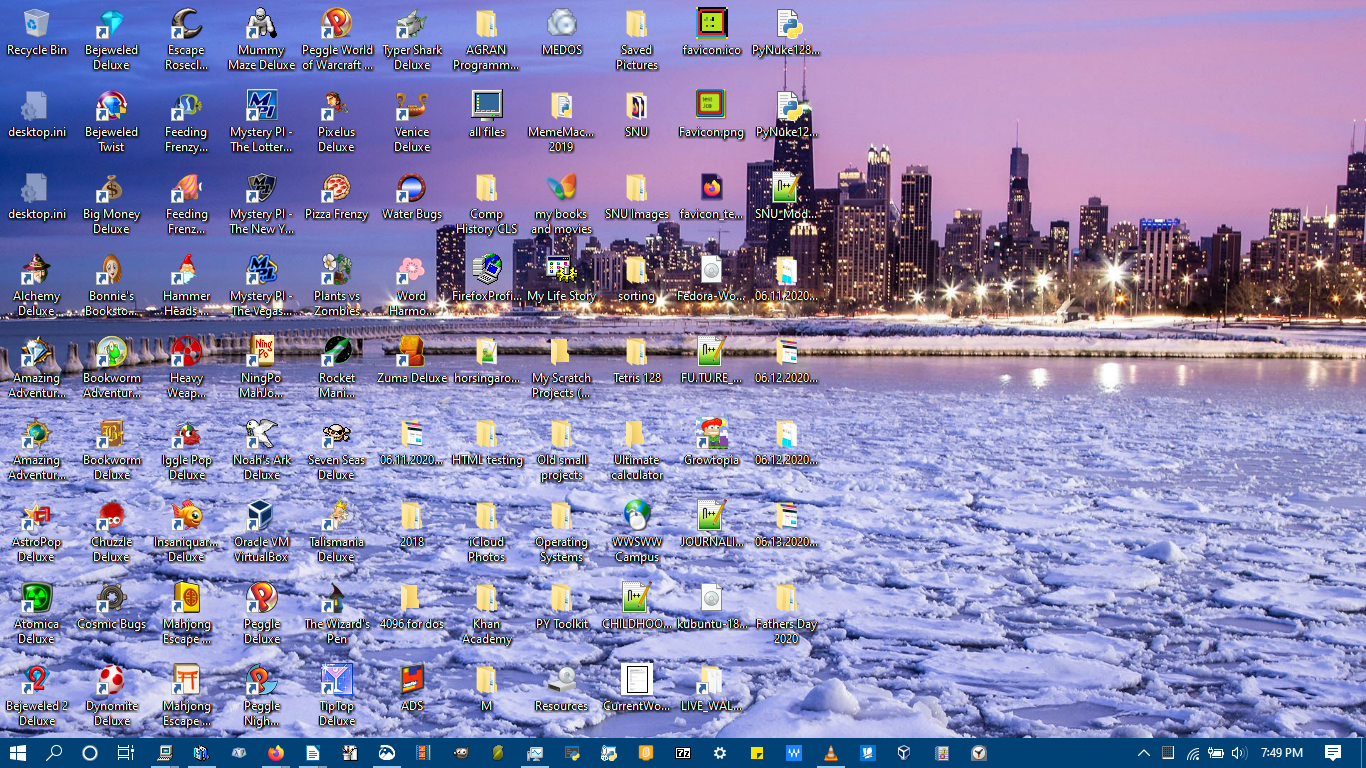 Recycle Bin
Bejeweled
Deluxe
Escape
Rosecl...
Mummy
Maze Deluxe
Peggle World
of Warcraft ...
Typer Shark
Deluxe
AGRAN
Programm...
MEDOS
Saved
Pictures
favicon.ico
PyNuke128...
desktop.ini
Bejeweled
Twist
Feeding
Frenzy...
Mystery PI -
The Lotter...
Pixelus
Deluxe
Venice
Deluxe
all files
MemeMac...
2019
SNU
Favicon.png
PyNuke12...
desktop.ini
Big Money
Deluxe
Feeding
Frenz...
Mystery PI -
The New Y...
Pizza Frenzy
Water Bugs
Comp
History CLS
my books
and movies
SNU Images
favicon_te...
SNU_Mod...
Alchemy
Deluxe...
Bonnie's
Booksto...
Hammer
Heads-...
Mystery PI -
The Vegas...
Plants vs
Zombies
Word
Harmo...
FirefoxProfi...
My Life Story
sorting
Fedora-Wo...
06.11.2020...
Amazing
Adventur...
Bookworm
Adventur...
Heavy
Weap...
NingPo
MahJo...
Rocket
Mani...
Zuma Deluxe
horsingaro...
My Scratch
Projects (...
Tetris 128
FU.TU.RE_...
06.12.2020...
Amazing
Adventur...
Bookworm
Deluxe
Iggle Pop
Deluxe
Noah's Ark
Deluxe
Seven Seas
Deluxe
06.11.2020...
HTML testing
Old small
projects
Ultimate
calculator
Growtopia
06.12.2020...
AstroPop
Deluxe
Chuzzle
Deluxe
Insaniquar...
Deluxe
Oracle VM
VirtualBox
Talismania
Deluxe
2018
iCloud
Photos
Operating
Systems
WWSWW
Campus
JOURNALI...
06.13.2020...
Atomica
Deluxe
Cosmic Bugs
Mahjong
Escape ...
Peggle
Deluxe
The Wizard's
Pen
4096 for dos
Khan
Academy
PY Toolkit
CHILDHOO...
kubuntu-18...
Fathers Day
2020
Bejeweled 2
Deluxe
Dynomite
Deluxe
Mahjong
Escape ...
Peggle
Nigh...
TipTop
Deluxe
ADS
M
Resources
CurrentWo...
LIVE_WAL...
7:49 PM